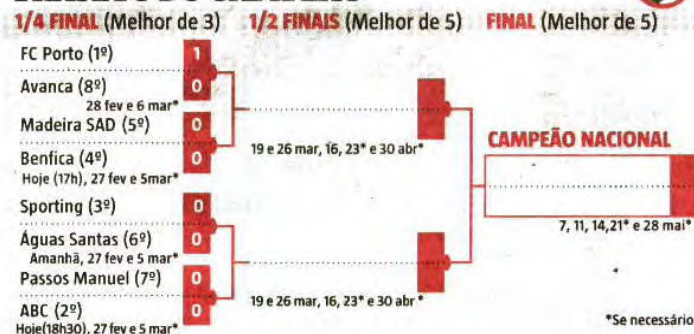 1/4 FINAL (Melhor de 3) 1/2 FINAIS (Melhor de 5) FINAL (Melhor de 5)
FC Porto (1º) 1
Avanca (8º) 0
28 fev e 6 mar*
Madeira SAD (5º) 0
Benfica (4º) 0
Hoje (17h), 27 fev e 5mar*
19 e 26 mar, 16, 23* e 30 abr*
CAMPEÃO NACIONAL
7, 11, 14,21* e 28 mai*
Sporting (3º) 0
Águas Santas (6º) 0
Amanhã, 27 fev e 5 mar*
Passos Manuel (7º) 0
ABC (2º) 0
Hoje(18h30), 27 fev e 5 mar*
19 e 26 mar, 16, 23* e 30 abr*
*Se necessário